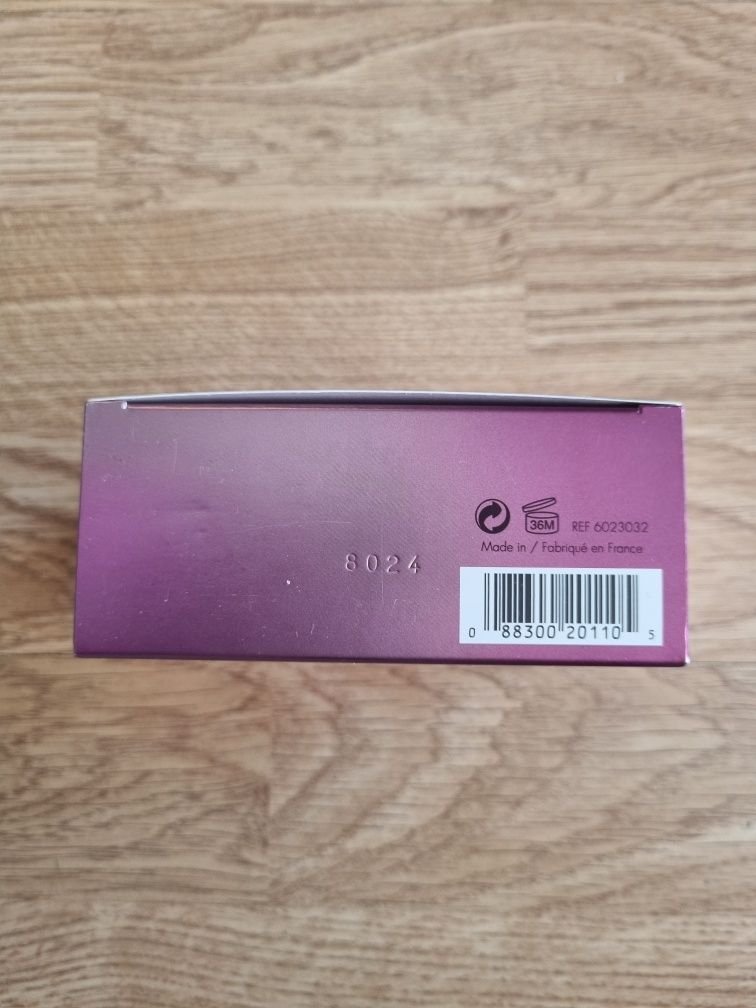 36M REF 6023032
Made in / Fabriqué en France
8024
0 88300 20110 5